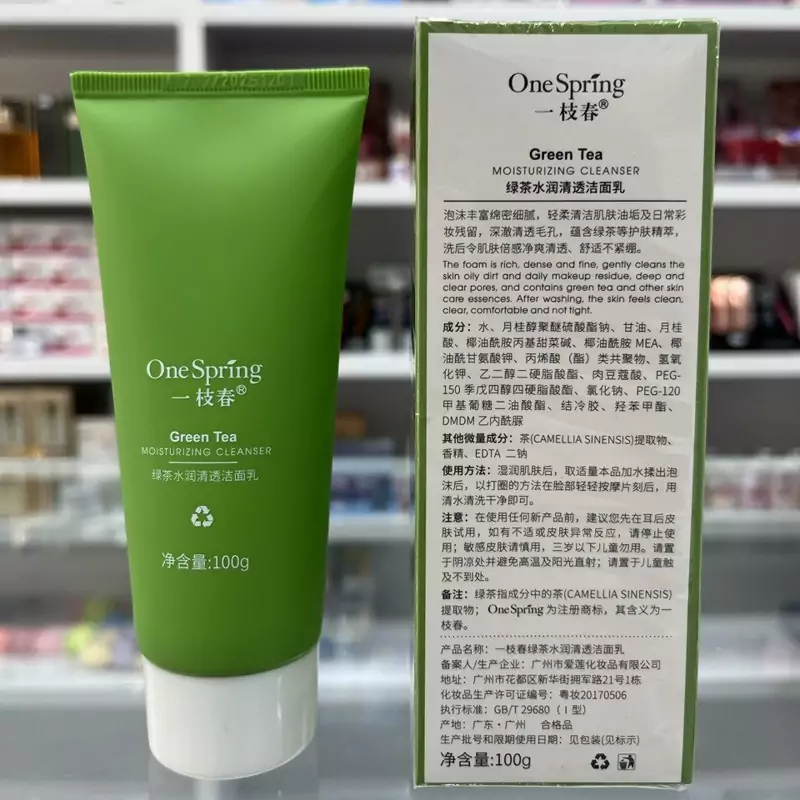 One Spring
一枝春®
Green Tea
MOISTURIZING CLEANSER
绿茶水润清透洁面乳
净含量:100g
One Spring
一枝春®
Green Tea
MOISTURIZING CLEANSER
绿茶水润清透洁面乳
泡沫丰富绵密细腻，轻柔清洁肌肤油垢及日常彩
妆残留，深澈清透毛孔，蕴含绿茶等护肤精萃，
洗后令肌肤倍感净爽清透、舒适不紧绷。
The foam is rich, dense and fine, gently cleans the
skin oily dirt and daily makeup residue, deep and
clear pores, and contains green tea and other skin
care essences. After washing, the skin feels clean,
clear, comfortable and not tight.
成分：水、月桂醇聚醚硫酸酯钠、甘油、月桂
酸、椰油酰胺丙基甜菜碱、椰油酰胺 MEA、椰
油酰甘氨酸钾、丙烯酸（酯）类共聚物、氢氧
化钾、乙二醇二硬脂酸酯、肉豆蔻酸、PEG-
150 季戊四醇四硬脂酸酯、氯化钠、PEG-120
甲基葡糖二油酸酯、结冷胶、羟苯甲酯、
DMDM 乙内酰脲
其他微量成分：茶(CAMELLIA SINENSIS)提取物、
香精、EDTA 二钠
使用方法：湿润肌肤后，取适量本品加水揉出泡
沫后，以打圈的方法在脸部轻轻按摩片刻后，用
清水清洗干净即可。
注意：在使用任何新产品前，建议您先在耳后皮
肤试用，如有不适或皮肤异常反应，请停止使
用；敏感皮肤请慎用，三岁以下儿童勿用。请置
于阴凉处并避免高温及阳光直射；请置于儿童触
及不到处。
备注：绿茶指成分中的茶(CAMELLIA SINENSIS)
提取物；One Spring 为注册商标，其含义为一
枝春。
产品名称：一枝春绿茶水润清透洁面乳
备案人/生产企业：广州市爱莲化妆品有限公司
地址：广州市花都区新华街拥军路21号1栋
化妆品生产许可证编号：粤妆20170506
执行标准：GB/T 29680（Ⅰ型）
产地：广东·广州 合格品
生产批号和限期使用日期：见包装(见标示)
净含量:100g